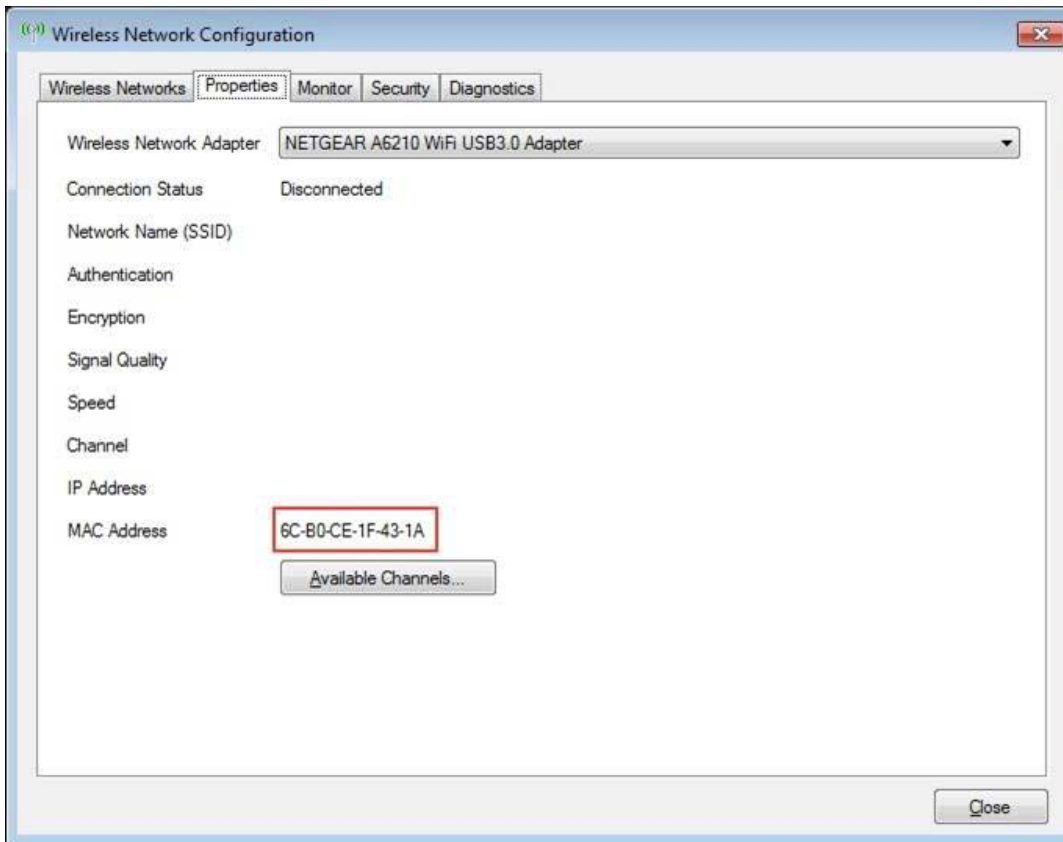 Wireless Network Configuration
Wireless Networks Properties Monitor Security Diagnostics
Wireless Network Adapter NETGEAR A6210 WiFi USB3.0 Adapter
Connection Status Disconnected
Network Name (SSID)
Authentication
Encryption
Signal Quality
Speed
Channel
IP Address
MAC Address 6C-B0-CE-1F-43-1A
Available Channels...
Close